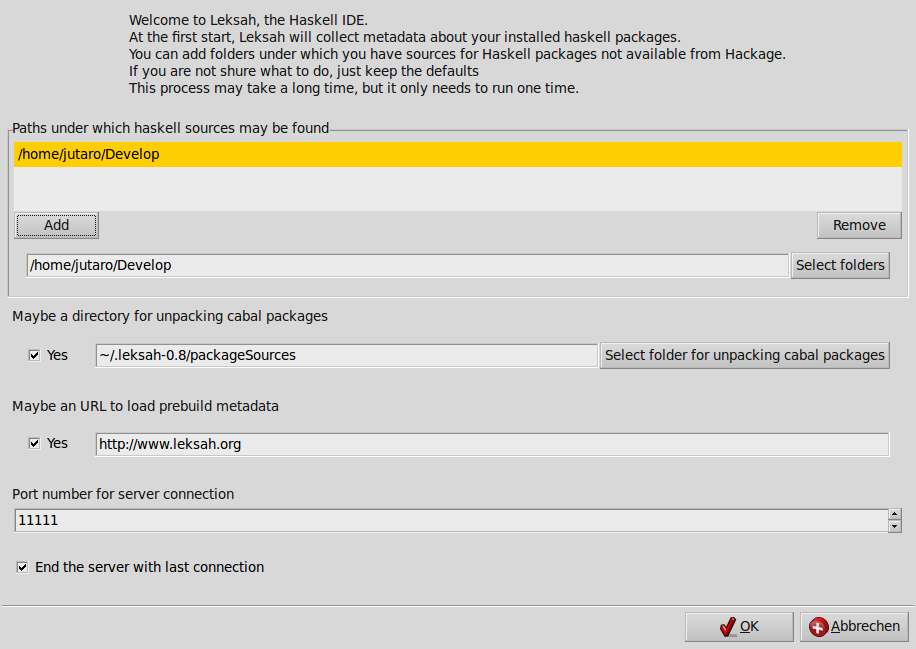 Welcome to Leksah, the Haskell IDE.
At the first start, Leksah will collect metadata about your installed haskell packages.
You can add folders under which you have sources for Haskell packages not available from Hackage.
If you are not shure what to do, just keep the defaults
This process may take a long time, but it only needs to run one time.
Paths under which haskell sources may be found
/home/jutaro/Develop
Add
Remove
/home/jutaro/Develop
Select folders
Maybe a directory for unpacking cabal packages
Yes
~/.leksah-0.8/packageSources
Select folder for unpacking cabal packages
Maybe an URL to load prebuild metadata
Yes
http://www.leksah.org
Port number for server connection
11111
End the server with last connection
OK
Abbrechen